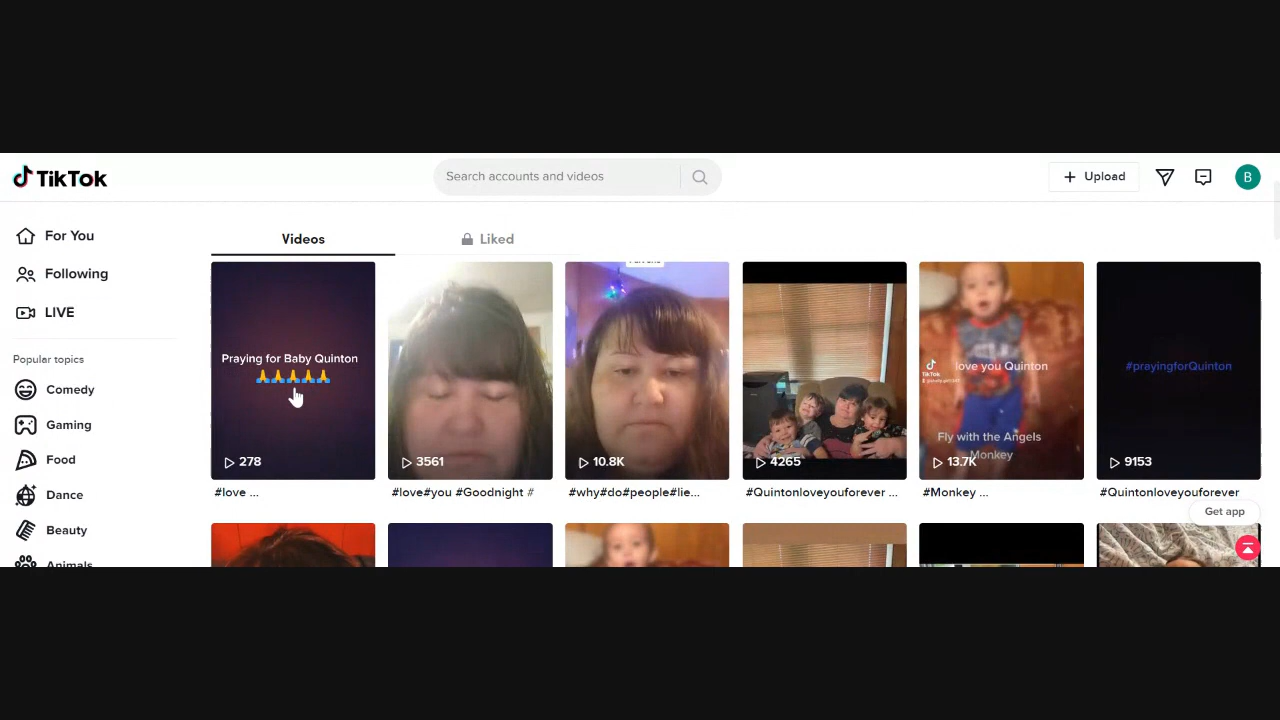 TikTok
Search accounts and videos
Upload
B
For You
Following
LIVE
Popular topics
Comedy
Gaming
Food
Dance
Beauty
Animals
Videos
Liked
Praying for Baby Quinton
🙏🙏🙏🙏🙏
278
#love ...
3561
#love#you #Goodnight #
10.8K
#why#do#people#lie...
4265
#Quintonloveyouforever ...
TikTok
love you Quinton
Fly with the Angels
Monkey
13.7K
#Monkey ...
#prayingforQuinton
9153
#Quintonloveyouforever
Get app